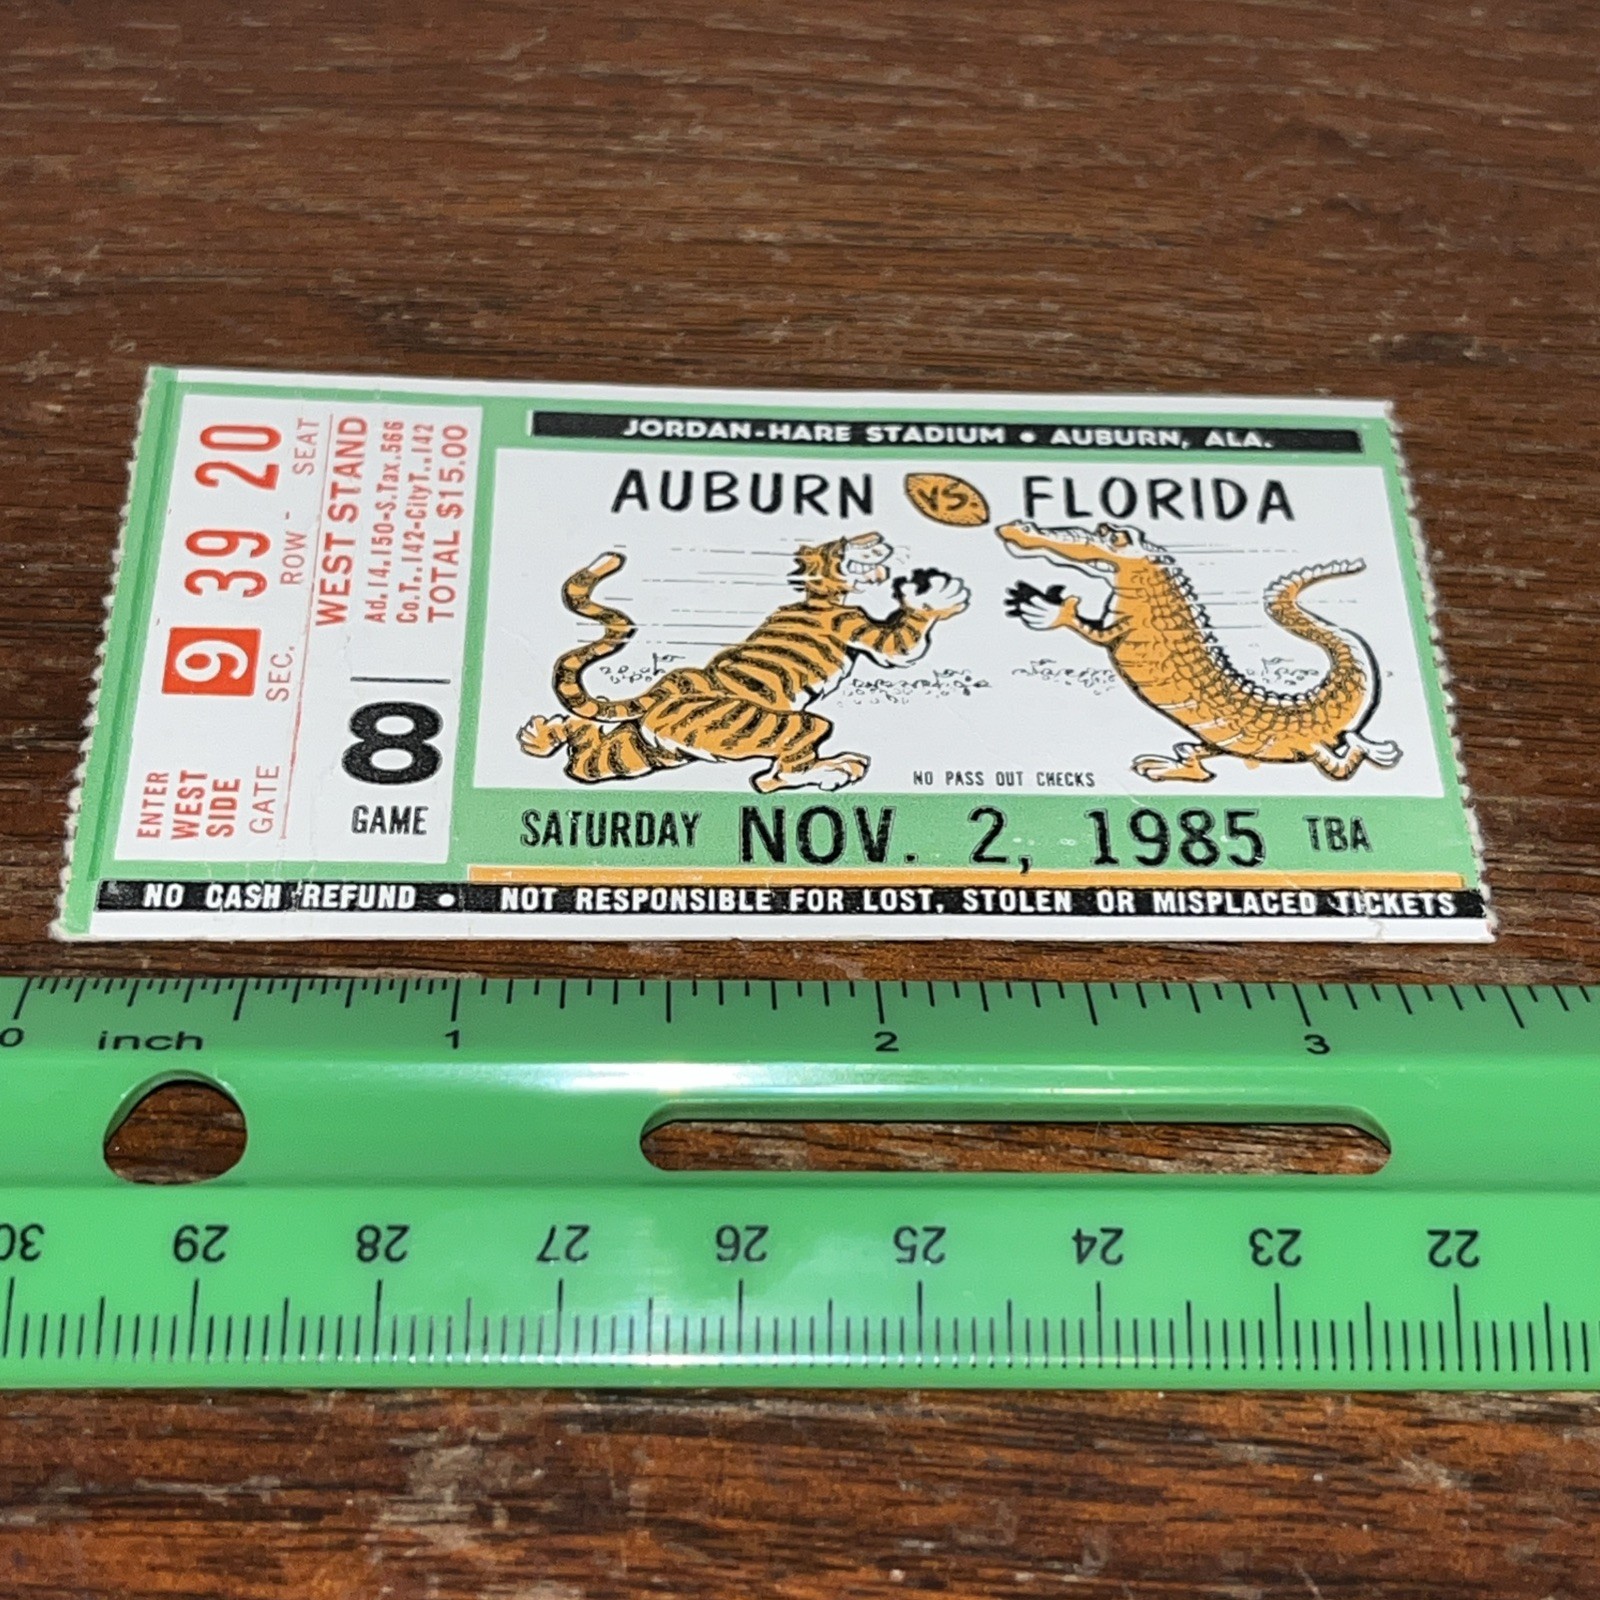 JORDAN-HARE STADIUM • AUBURN, ALA.
AUBURN VS. FLORIDA
NO PASS OUT CHECKS
SATURDAY NOV. 2, 1985 TBA
NO CASH REFUND • NOT RESPONSIBLE FOR LOST, STOLEN OR MISPLACED TICKETS
ENTER
WEST
SIDE
GATE
9 39 20
SEC. ROW SEAT
WEST STAND
Ad.14.150-S.Tax.566
Co.T..142-CityT..142
TOTAL $15.00
8
GAME
0 inch 1 2 3
30 29 28 27 26 25 24 23 22